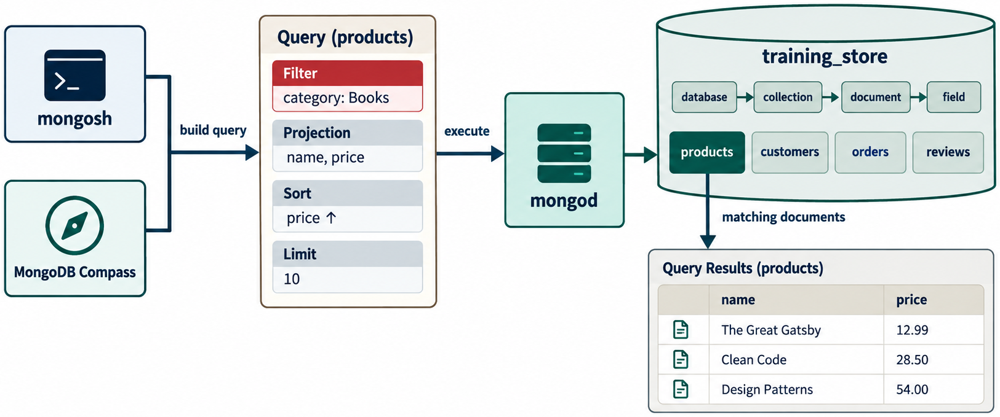 mongosh
MongoDB Compass
build query
Query (products)
Filter
category: Books
Projection
name, price
Sort
price ↑
Limit
10
execute
mongod
training_store
database
collection
document
field
products
customers
orders
reviews
matching documents
Query Results (products)
name price
The Great Gatsby 12.99
Clean Code 28.50
Design Patterns 54.00